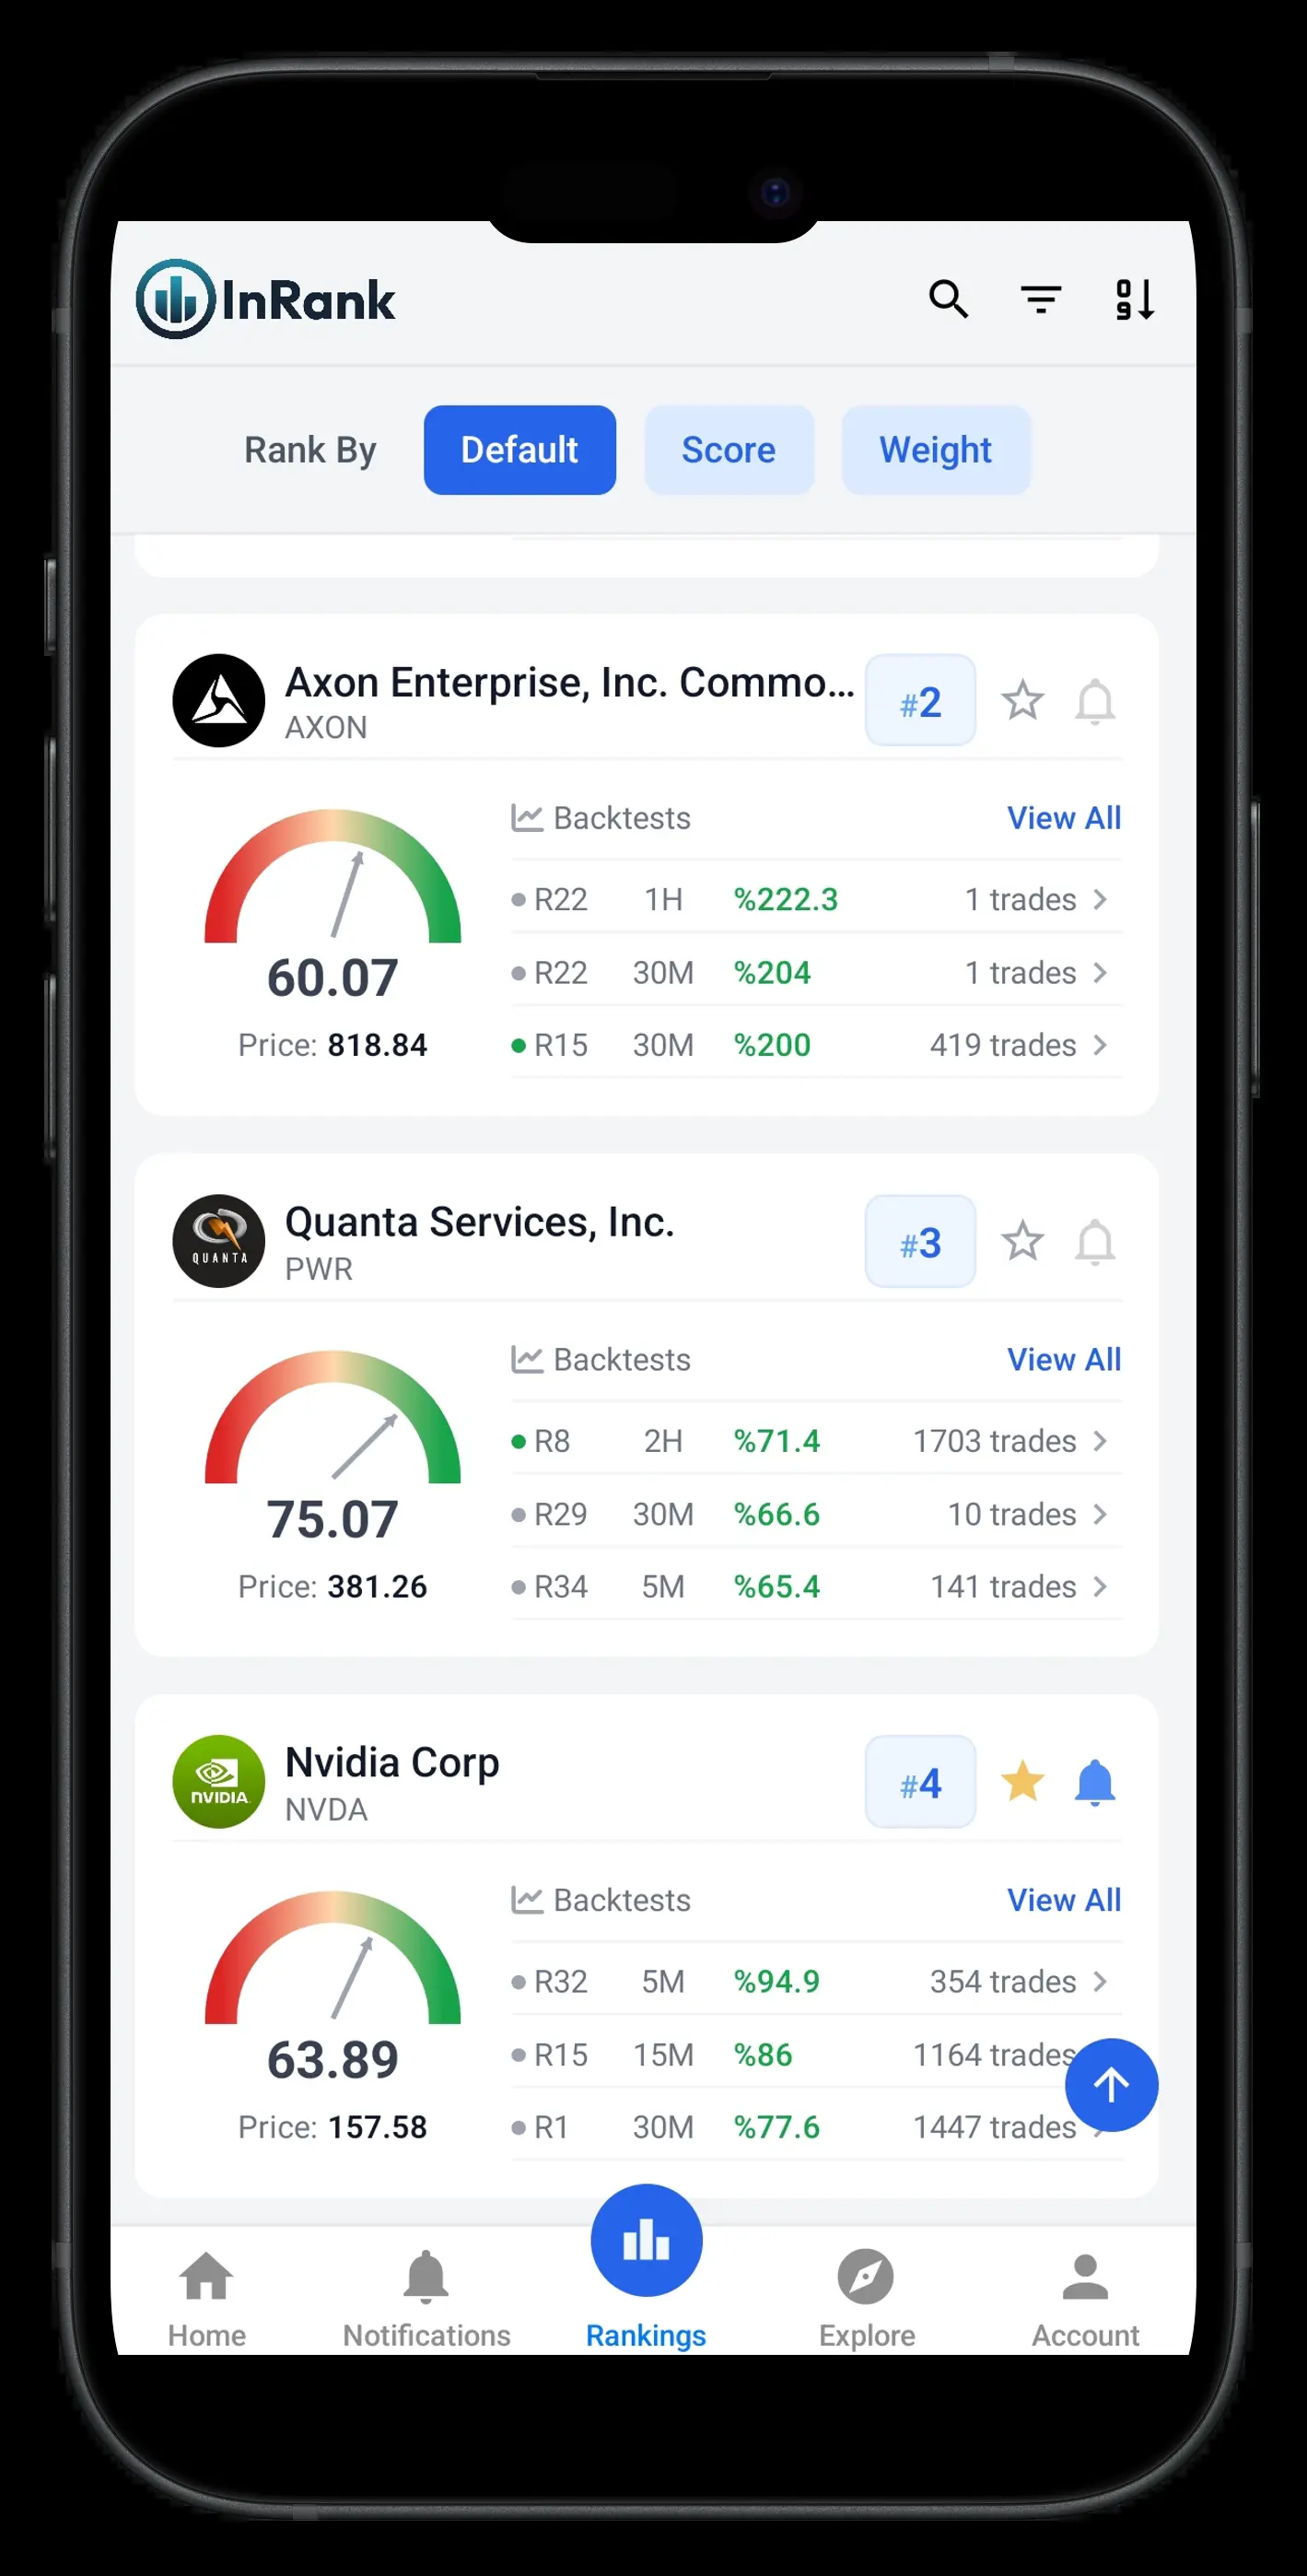 InRank
Rank By Default Score Weight
Axon Enterprise, Inc. Commo... #2
AXON
Backtests View All
R22 1H %222.3 1 trades
R22 30M %204 1 trades
R15 30M %200 419 trades
60.07
Price: 818.84
QUANTA
Quanta Services, Inc. #3
PWR
Backtests View All
R8 2H %71.4 1703 trades
R29 30M %66.6 10 trades
R34 5M %65.4 141 trades
75.07
Price: 381.26
NVIDIA
Nvidia Corp #4
NVDA
Backtests View All
R32 5M %94.9 354 trades
R15 15M %86 1164 trades
R1 30M %77.6 1447 trades
63.89
Price: 157.58
Home Notifications Rankings Explore Account